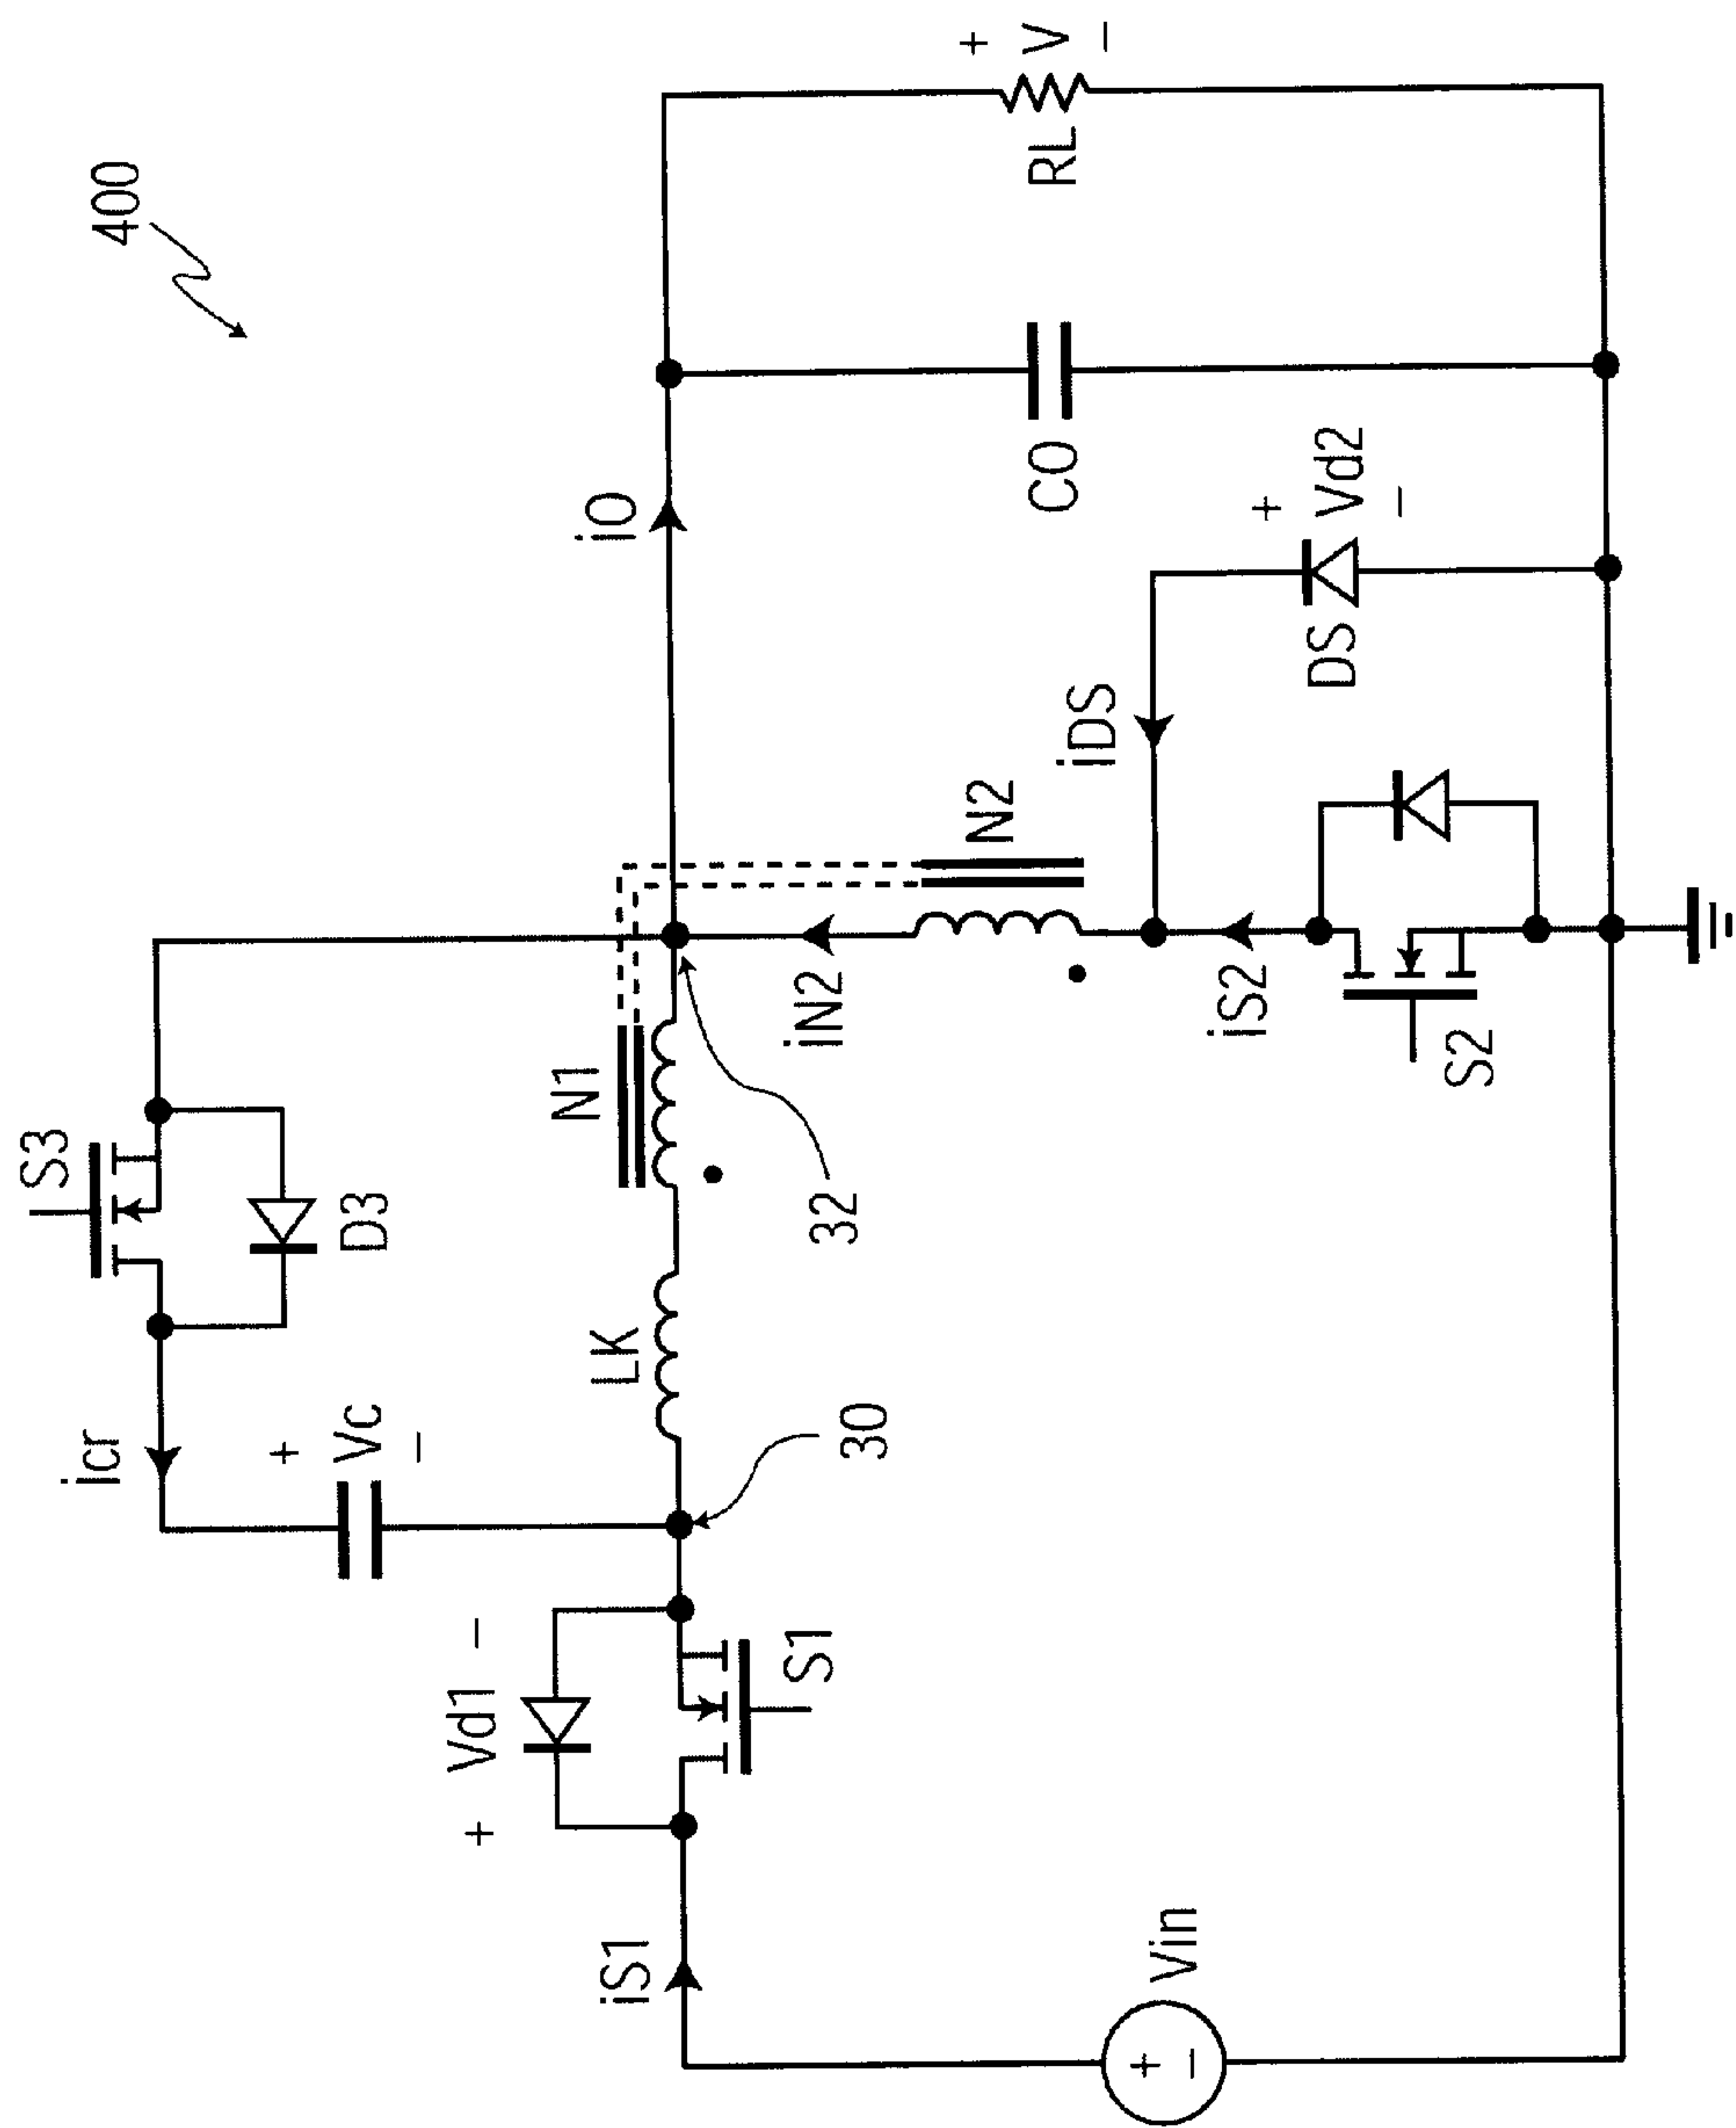 400
S3
D3
icr
+
Vc
−
Vd1
+
−
iS1
S1
30
LK
N1
32
iO
N2
iN2
iDS
iS2
S2
DS
+
Vd2
−
CO
RL
+
V
−
Vin
+
−